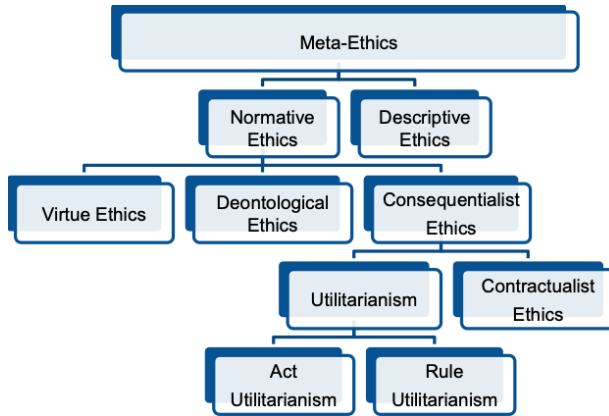 Meta-Ethics
Normative
Ethics
Descriptive
Ethics
Virtue Ethics
Deontological
Ethics
Consequentialist
Ethics
Utilitarianism
Contractualist
Ethics
Act
Utilitarianism
Rule
Utilitarianism